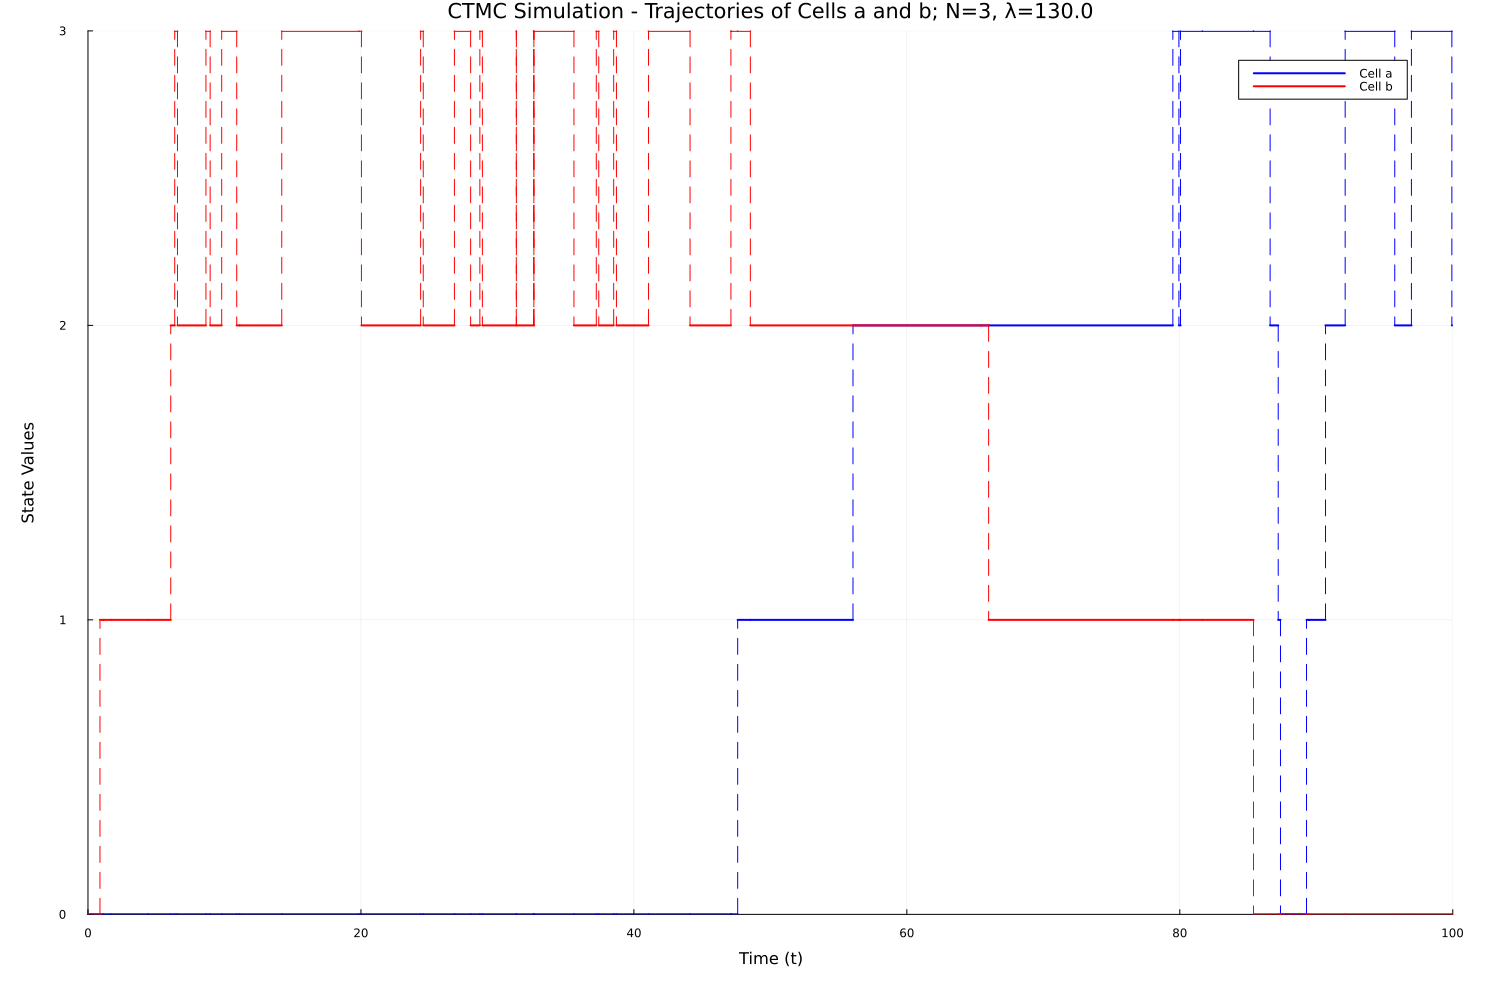 CTMC Simulation - Trajectories of Cells a and b; N=3, λ=130.0
3
Cell a
Cell b
2
State Values
1
0
0 20 40 60 80 100
Time (t)